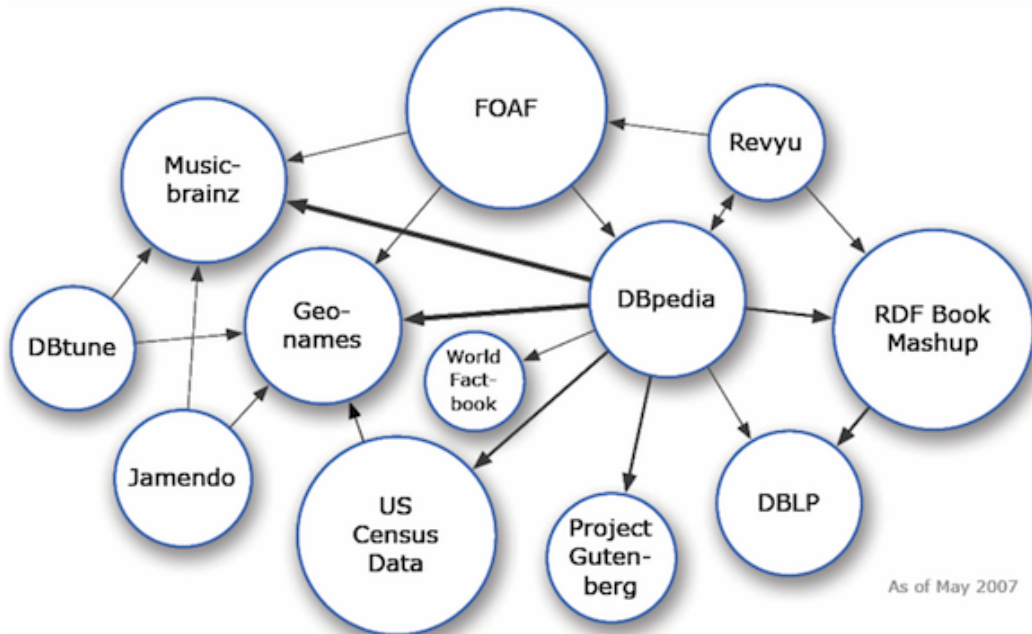 FOAF
Revyu
Music-
brainz
DBpedia
Geo-
names
RDF Book
Mashup
DBtune
World
Fact-
book
Jamendo
US
Census
Data
Project
Guten-
berg
DBLP
As of May 2007